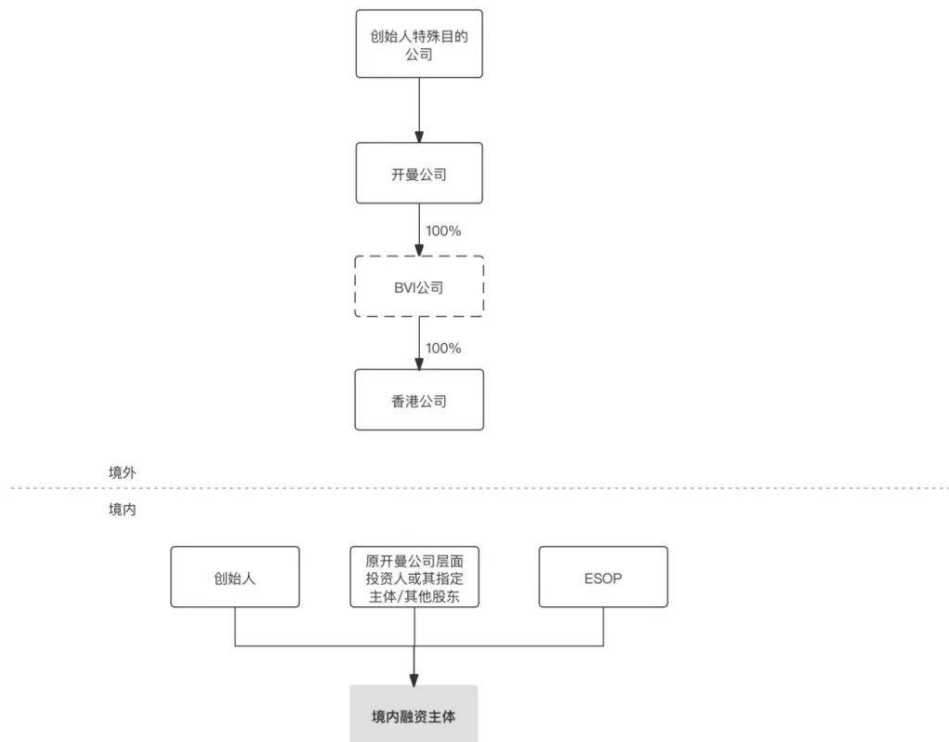 创始人特殊目的
公司
开曼公司
100%
BVI公司
100%
香港公司
境外
境内
创始人
原开曼公司层面
投资人或其指定
主体/其他股东
ESOP
境内融资主体